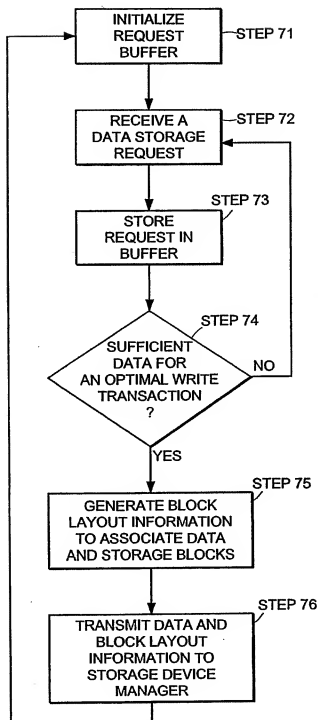 INITIALIZE
REQUEST
BUFFER
STEP 71
RECEIVE A
DATA STORAGE
REQUEST
STEP 72
STORE
REQUEST IN
BUFFER
STEP 73
SUFFICIENT
DATA FOR
AN OPTIMAL WRITE
TRANSACTION
?
STEP 74
NO
YES
GENERATE BLOCK
LAYOUT INFORMATION
TO ASSOCIATE DATA
AND STORAGE BLOCKS
STEP 75
TRANSMIT DATA AND
BLOCK LAYOUT
INFORMATION TO
STORAGE DEVICE
MANAGER
STEP 76